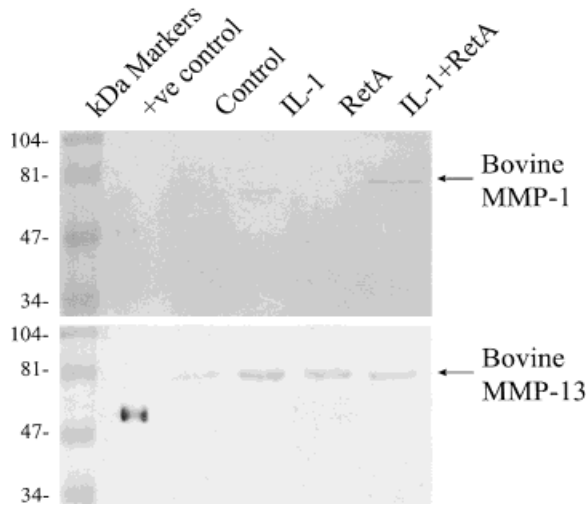 kDa Markers
+ve control
Control
IL-1
RetA
IL-1+RetA
104-
81-
47-
34-
Bovine
MMP-1
104-
81-
47-
34-
Bovine
MMP-13